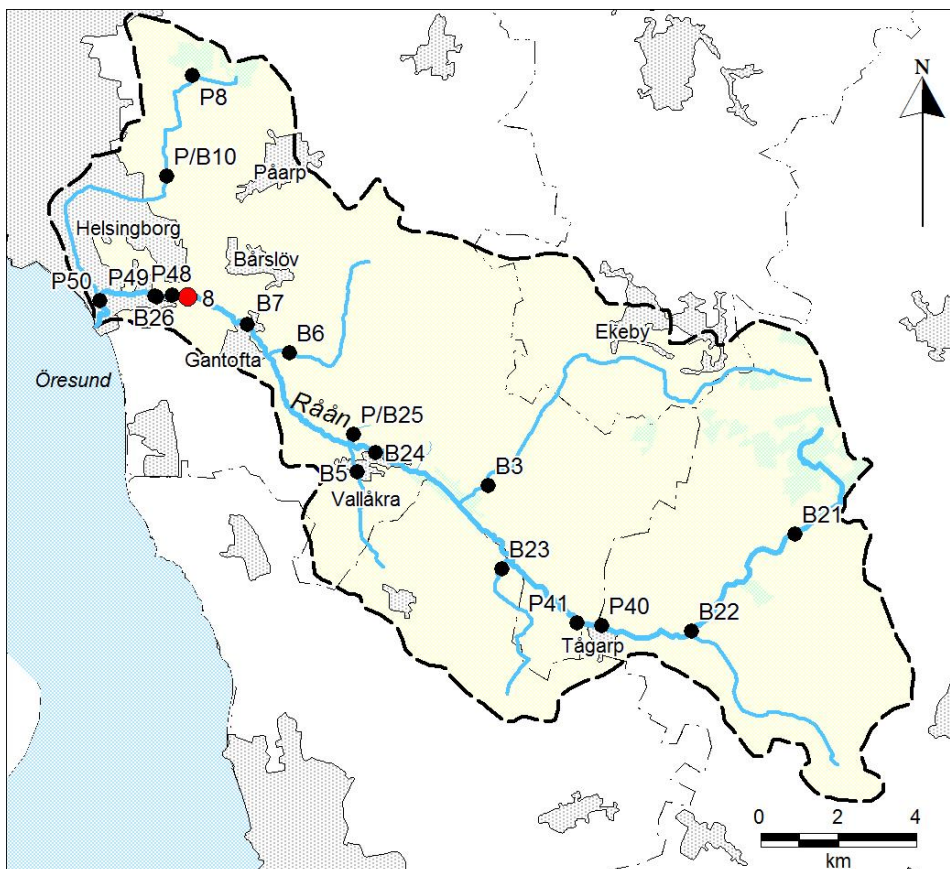 N
P8
P/B10
Påarp
Helsingborg
Bårslöv
P50
P49
P48
8
B26
B7
B6
Gantofta
Ekeby
Öresund
Råån
P/B25
B24
B5
B3
Vallåkra
B21
B23
P41
P40
B22
Tågarp
0 2 4
km